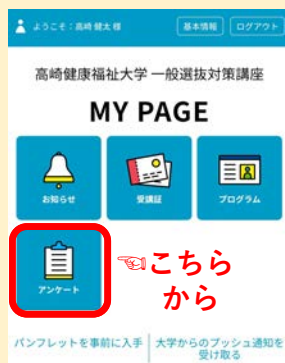 ようこそ：高崎 健太 様
基本情報
ログアウト
高崎健康福祉大学 一般選抜対策講座
MY PAGE
お知らせ
受講証
プログラム
アンケート
☜こちら
から
パンフレットを事前に入手
大学からのプッシュ通知を
受け取る